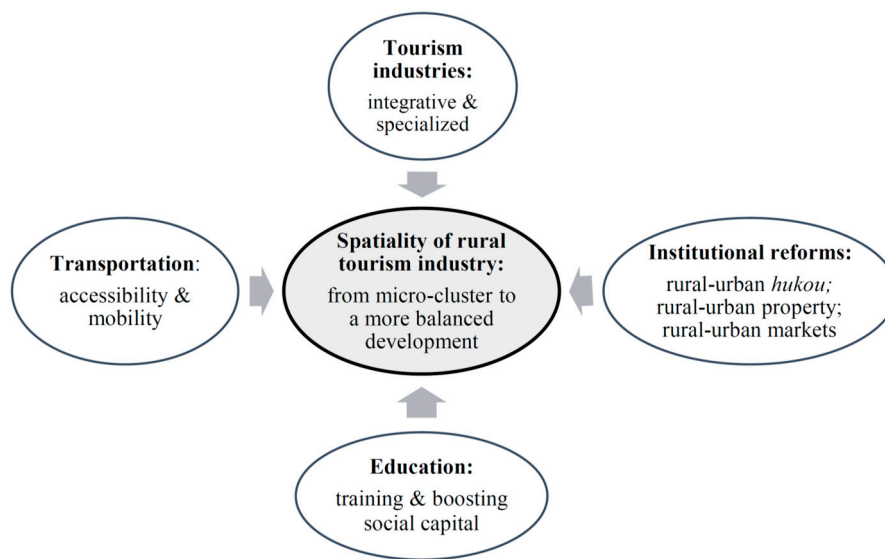 Tourism
industries:
integrative &
specialized
Transportation:
accessibility &
mobility
Spatiality of rural
tourism industry:
from micro-cluster to
a more balanced
development
Institutional reforms:
rural-urban hukou;
rural-urban property;
rural-urban markets
Education:
training & boosting
social capital